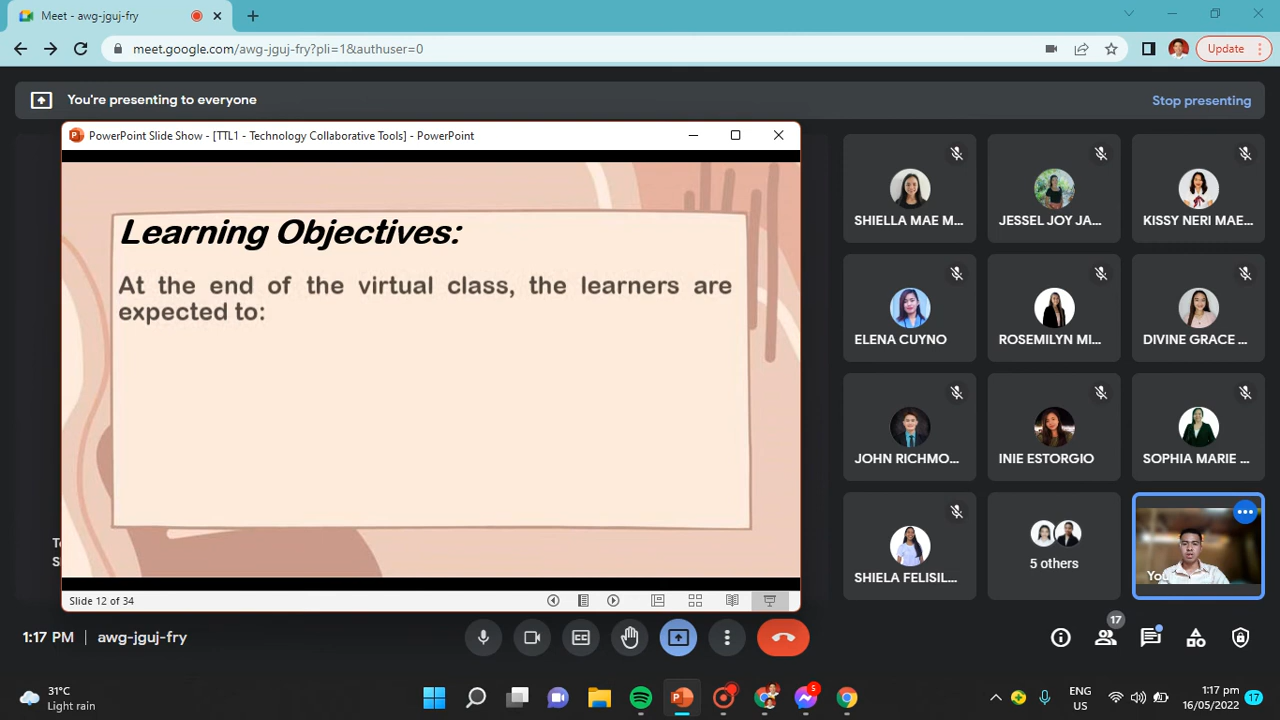 Meet - awg-jguj-fry
meet.google.com/awg-jguj-fry?pli=1&authuser=0
Update
You're presenting to everyone
Stop presenting
PowerPoint Slide Show - [TTL1 - Technology Collaborative Tools] - PowerPoint
Learning Objectives:
At the end of the virtual class, the learners are
expected to:
Slide 12 of 34
SHIELLA MAE M...
JESSEL JOY JA...
KISSY NERI MAE...
ELENA CUYNO
ROSEMILYN MI...
DIVINE GRACE ...
JOHN RICHMO...
INIE ESTORGIO
SOPHIA MARIE ...
SHIELA FELISIL...
5 others
You
1:17 PM | awg-jguj-fry
17
31°C
Light rain
5
ENG
US
1:17 pm
16/05/2022
17